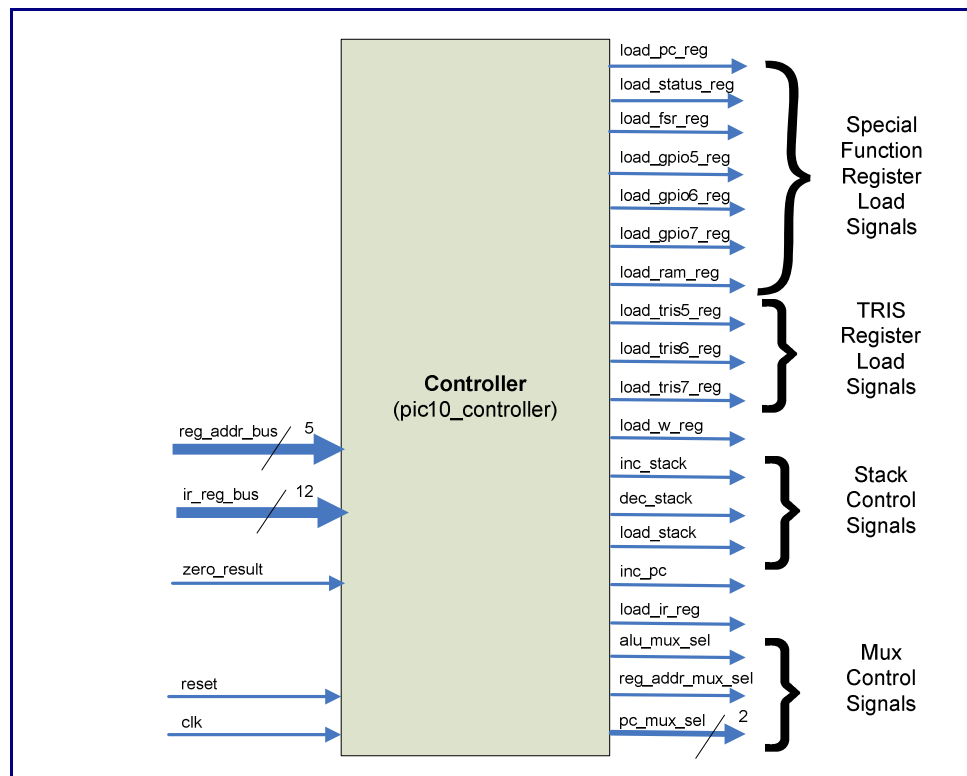 load_pc_reg
load_status_reg
load_fsr_reg
load_gpio5_reg
load_gpio6_reg
load_gpio7_reg
load_ram_reg
Special
Function
Register
Load
Signals
load_tris5_reg
load_tris6_reg
load_tris7_reg
TRIS
Register
Load
Signals
Controller
(pic10_controller)
reg_addr_bus
5
ir_reg_bus
12
zero_result
reset
clk
load_w_reg
inc_stack
dec_stack
load_stack
Stack
Control
Signals
inc_pc
load_ir_reg
alu_mux_sel
reg_addr_mux_sel
pc_mux_sel
2
Mux
Control
Signals